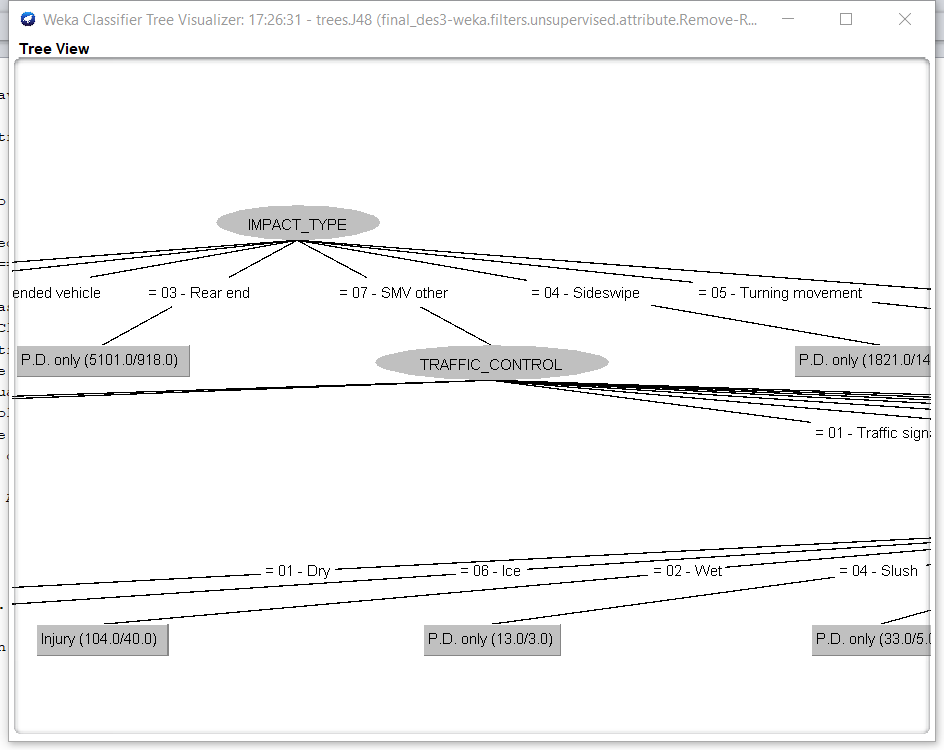 Weka Classifier Tree Visualizer: 17:26:31 - trees.J48 (final_des3-weka.filters.unsupervised.attribute.Remove-R...
Tree View
IMPACT_TYPE
ended vehicle
= 03 - Rear end
= 07 - SMV other
= 04 - Sideswipe
= 05 - Turning movement
P.D. only (5101.0/918.0)
TRAFFIC_CONTROL
P.D. only (1821.0/14
= 01 - Traffic sign
= 01 - Dry
= 06 - Ice
= 02 - Wet
= 04 - Slush
Injury (104.0/40.0)
P.D. only (13.0/3.0)
P.D. only (33.0/5.0